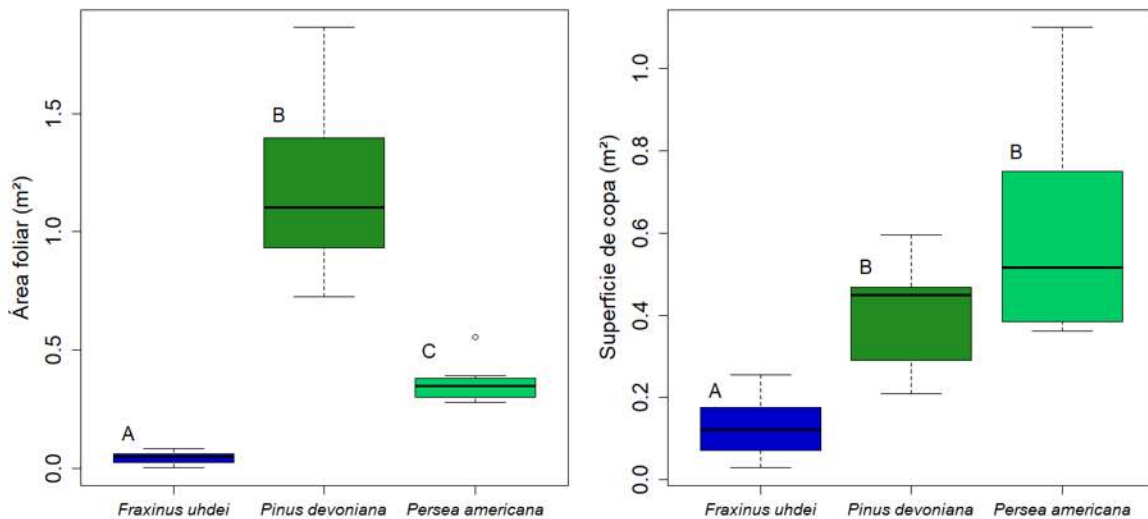 Área foliar (m²)
1.5
1.0
0.5
0.0
A
B
C
Fraxinus uhdei Pinus devoniana Persea americana
Superficie de copa (m²)
1.0
0.8
0.6
0.4
0.2
0.0
A
B
B
Fraxinus uhdei Pinus devoniana Persea americana